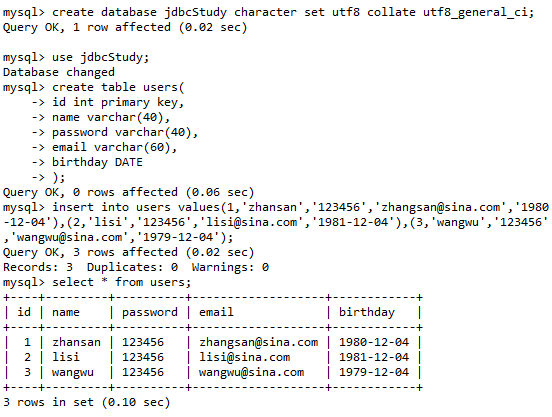 mysql> create database jdbcStudy character set utf8 collate utf8_general_ci;
Query OK, 1 row affected (0.02 sec)

mysql> use jdbcStudy;
Database changed
mysql> create table users(
    -> id int primary key,
    -> name varchar(40),
    -> password varchar(40),
    -> email varchar(60),
    -> birthday DATE
    -> );
Query OK, 0 rows affected (0.06 sec)
mysql> insert into users values(1,'zhansan','123456','zhangsan@sina.com','1980
-12-04'),(2,'lisi','123456','lisi@sina.com','1981-12-04'),(3,'wangwu','123456'
,'wangwu@sina.com','1979-12-04');
Query OK, 3 rows affected (0.02 sec)
Records: 3  Duplicates: 0  Warnings: 0
mysql> select * from users;
+----+---------+----------+-------------------+------------+
| id | name    | password | email             | birthday   |
+----+---------+----------+-------------------+------------+
|  1 | zhansan | 123456   | zhangsan@sina.com | 1980-12-04 |
|  2 | lisi    | 123456   | lisi@sina.com     | 1981-12-04 |
|  3 | wangwu  | 123456   | wangwu@sina.com   | 1979-12-04 |
+----+---------+----------+-------------------+------------+
3 rows in set (0.10 sec)